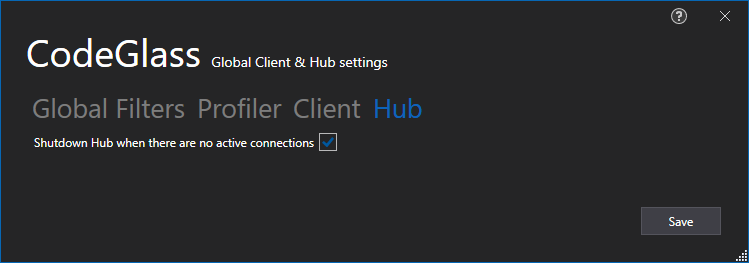 CodeGlass Global Client & Hub settings
Global Filters Profiler Client Hub
Shutdown Hub when there are no active connections
Save